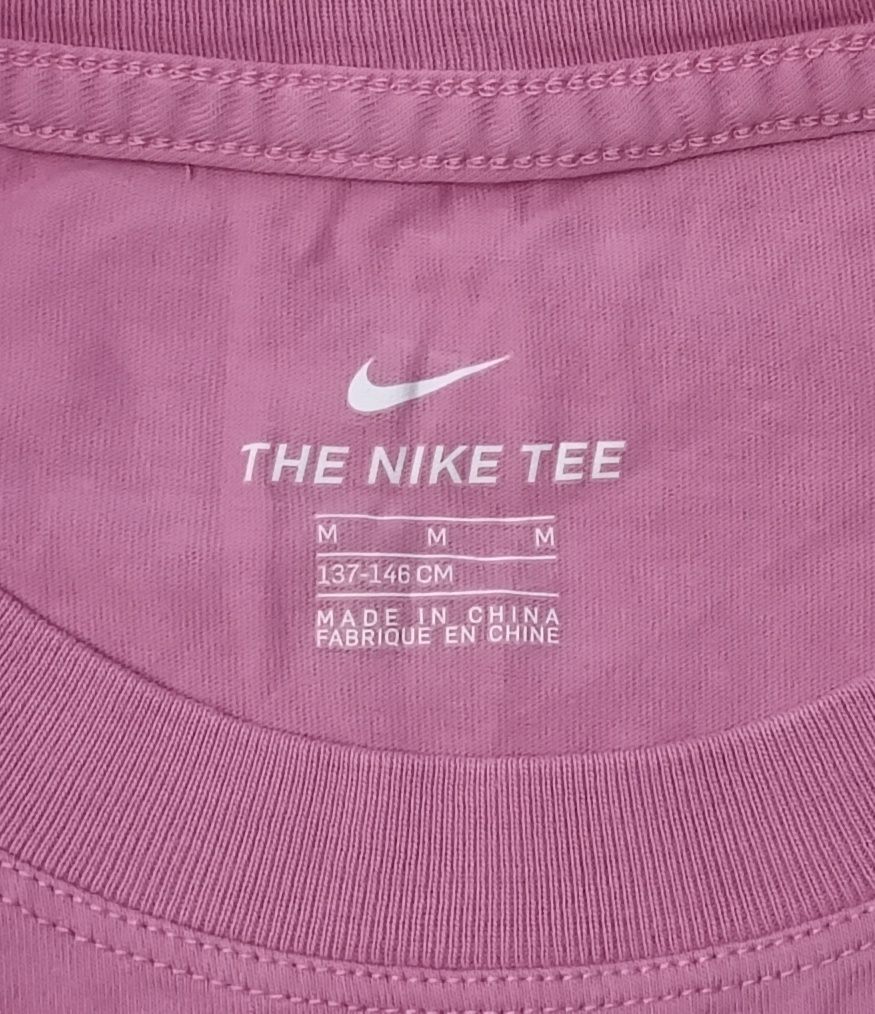 THE NIKE TEE
M M M
137-146 CM
MADE IN CHINA
FABRIQUE EN CHINE